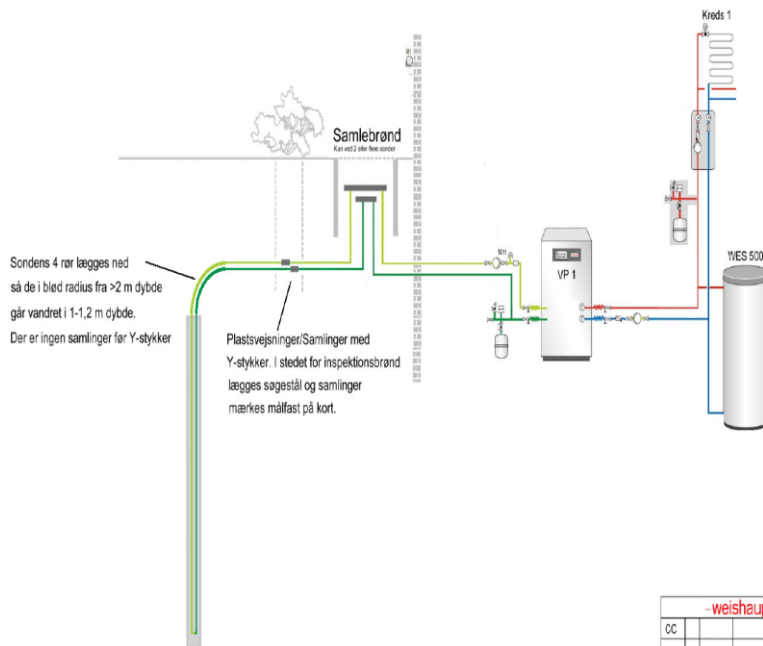 Kreds 1
Samlebrønd
Kun ved 2 eller flere sonder
Sondens 4 rør lægges ned
så de i blød radius fra >2 m dybde
går vandret i 1-1,2 m dybde.
Der er ingen samlinger før Y-stykker
Plastsvejsninger/Samlinger med
Y-stykker. I stedet for inspektionsbrønd
lægges søgestål og samlinger
mærkes målfast på kort.
VP 1
WES 500
-weishaup
CC